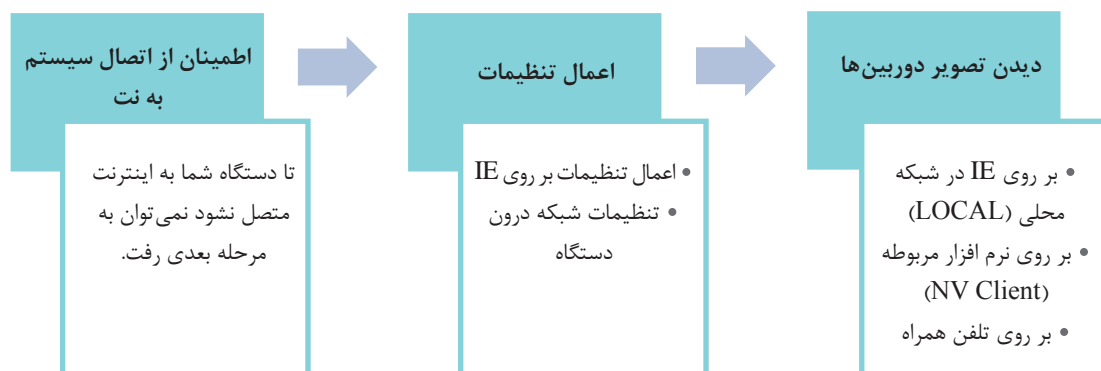 اطمینان از اتصال سیستم
به نت
تا دستگاه شما به اینترنت
متصل نشود نمی‌توان به
مرحله بعدی رفت.
اعمال تنظیمات
• اعمال تنظیمات بر روی IE
• تنظیمات شبکه درون
دستگاه
دیدن تصویر دوربین‌ها
• بر روی IE در شبکه
محلی (LOCAL)
• بر روی نرم افزار مربوطه
(NV Client)
• بر روی تلفن همراه